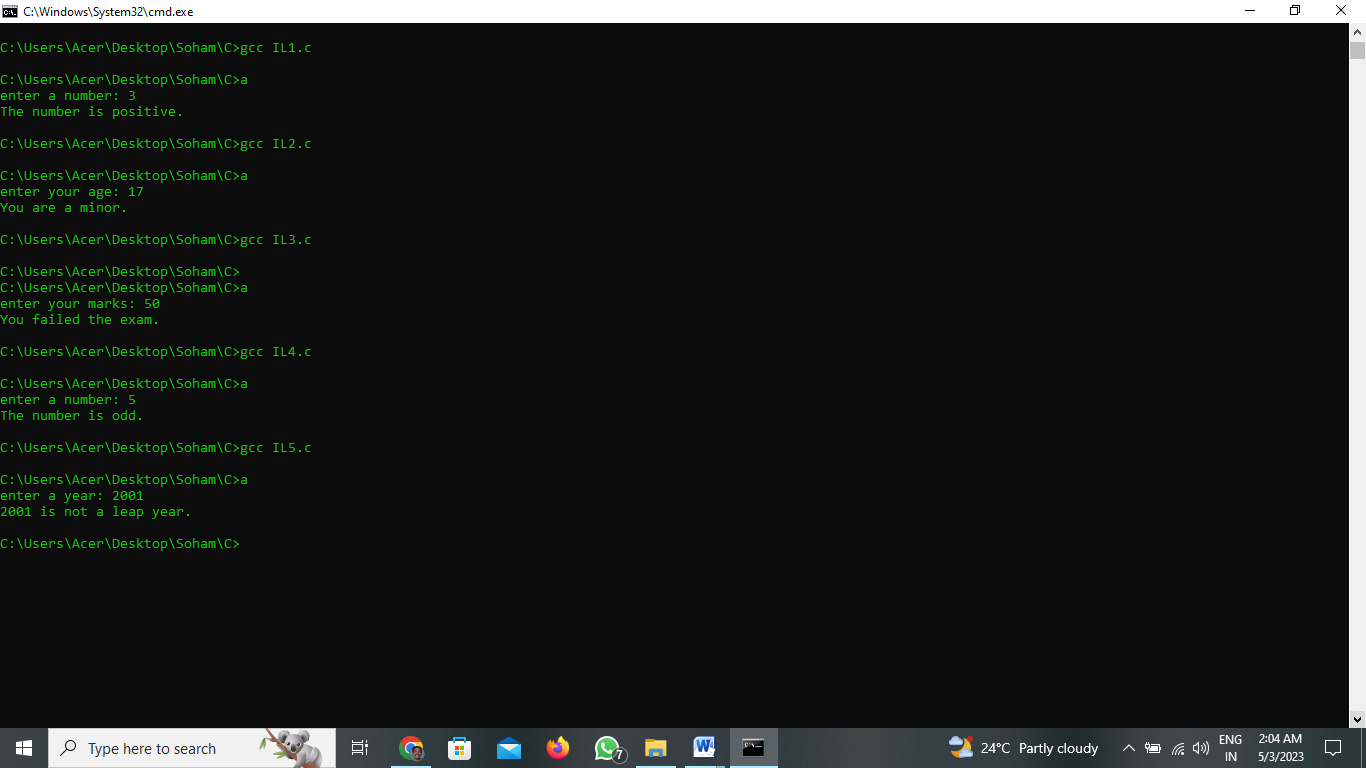 C:\Windows\System32\cmd.exe
C:\Users\Acer\Desktop\Soham\C>gcc IL1.c
C:\Users\Acer\Desktop\Soham\C>a
enter a number: 3
The number is positive.
C:\Users\Acer\Desktop\Soham\C>gcc IL2.c
C:\Users\Acer\Desktop\Soham\C>a
enter your age: 17
You are a minor.
C:\Users\Acer\Desktop\Soham\C>gcc IL3.c
C:\Users\Acer\Desktop\Soham\C>
C:\Users\Acer\Desktop\Soham\C>a
enter your marks: 50
You failed the exam.
C:\Users\Acer\Desktop\Soham\C>gcc IL4.c
C:\Users\Acer\Desktop\Soham\C>a
enter a number: 5
The number is odd.
C:\Users\Acer\Desktop\Soham\C>gcc IL5.c
C:\Users\Acer\Desktop\Soham\C>a
enter a year: 2001
2001 is not a leap year.
C:\Users\Acer\Desktop\Soham\C>
Type here to search
7
W
24°C Partly cloudy
ENG
IN
2:04 AM
5/3/2023